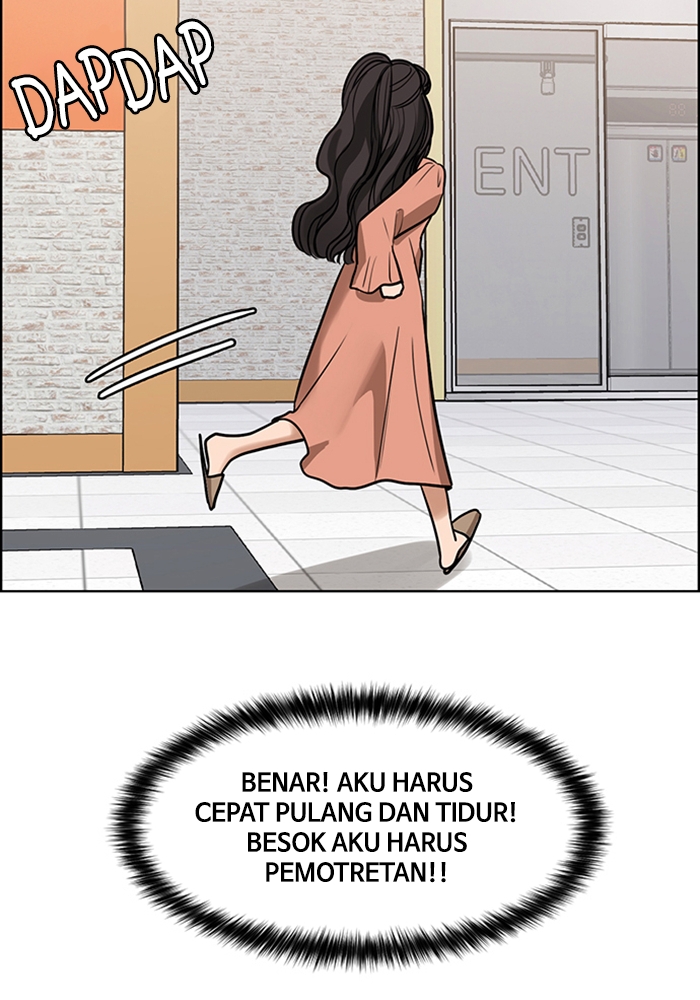 DAPDAP
ENT
BENAR! AKU HARUS
CEPAT PULANG DAN TIDUR!
BESOK AKU HARUS
PEMOTRETAN!!